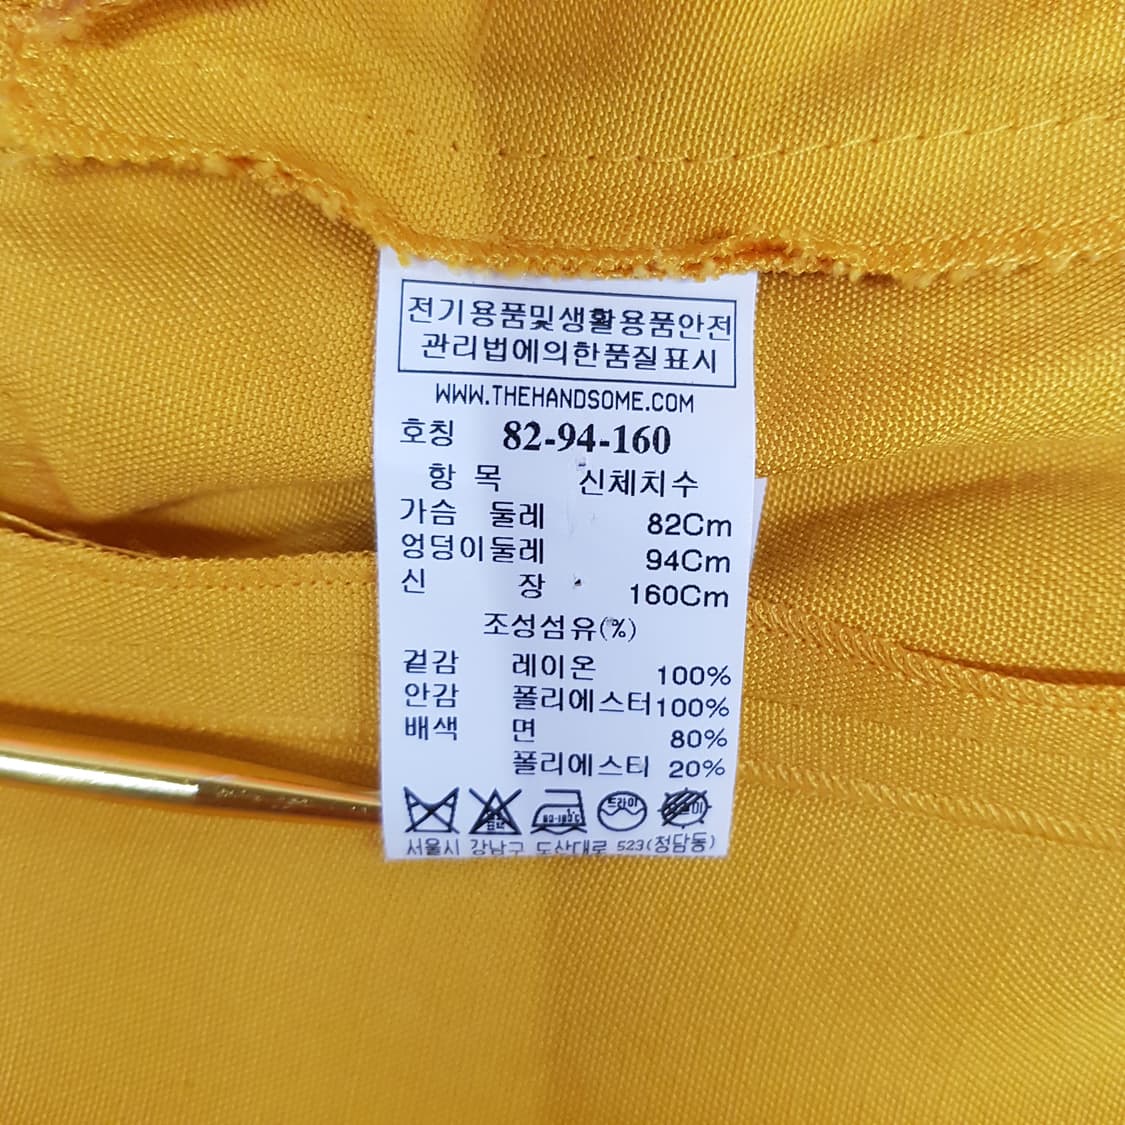 전기용품및생활용품안전
관리법에의한품질표시
WWW.THEHANDSOME.COM
호칭 82-94-160
항 목 신체치수
가슴 둘레 82Cm
엉덩이둘레 94Cm
신 장 160Cm
조성섬유(%)
겉감 레이온 100%
안감 폴리에스터100%
배색 면 80%
폴리에스터 20%
드라이
서울시 강남구 도산대로 523(청담동)